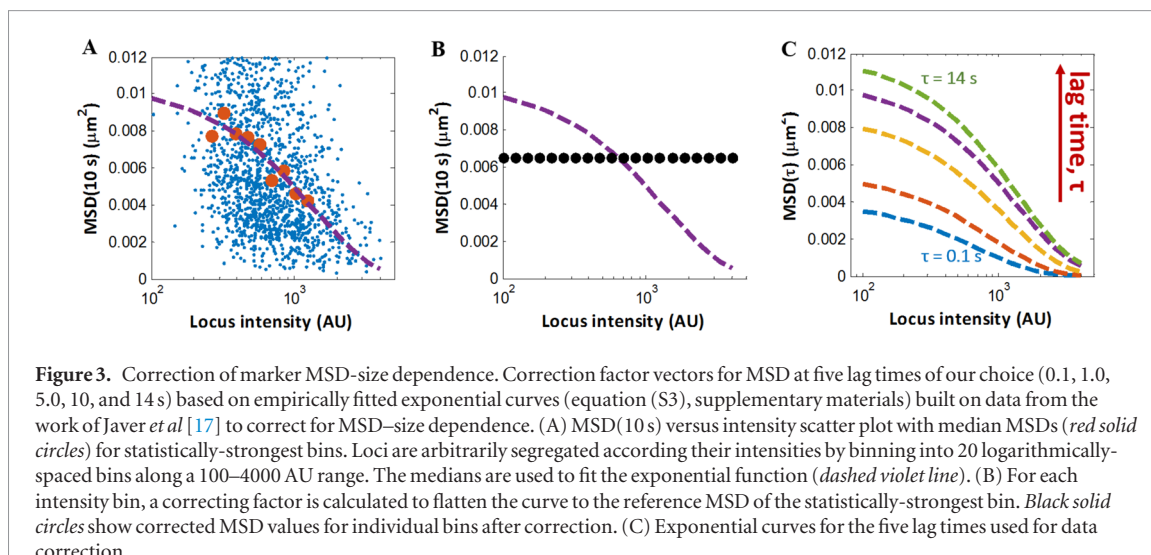 A
B
C
0.012
0.01
0.008
0.006
0.004
0.002
0
MSD(10 s) (μm²)
10²
10³
Locus intensity (AU)
0.012
0.01
0.008
0.006
0.004
0.002
0
MSD(10 s) (μm²)
10²
10³
Locus intensity (AU)
0.012
0.01
0.008
0.006
0.004
0.002
0
MSD(τ) (μm²)
τ = 14 s
τ = 0.1 s
lag time, τ
10²
10³
Locus intensity (AU)
Figure 3. Correction of marker MSD-size dependence. Correction factor vectors for MSD at five lag times of our choice (0.1, 1.0,
5.0, 10, and 14 s) based on empirically fitted exponential curves (equation (S3), supplementary materials) built on data from the
work of Javer et al [17] to correct for MSD–size dependence. (A) MSD(10 s) versus intensity scatter plot with median MSDs (red solid
circles) for statistically-strongest bins. Loci are arbitrarily segregated according their intensities by binning into 20 logarithmically-
spaced bins along a 100–4000 AU range. The medians are used to fit the exponential function (dashed violet line). (B) For each
intensity bin, a correcting factor is calculated to flatten the curve to the reference MSD of the statistically-strongest bin. Black solid
circles show corrected MSD values for individual bins after correction. (C) Exponential curves for the five lag times used for data
correction